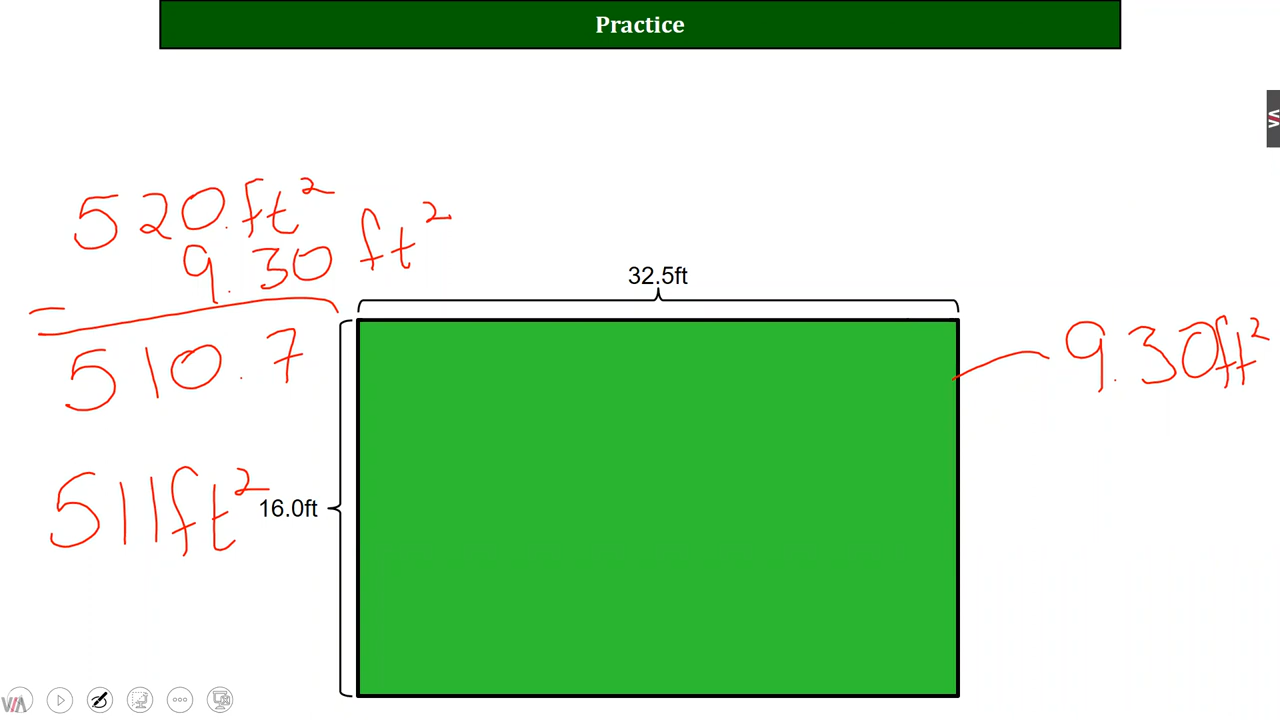 Practice
520.ft²
9.30 ft²
=
510.7
511ft²
32.5ft
16.0ft
9.30ft²